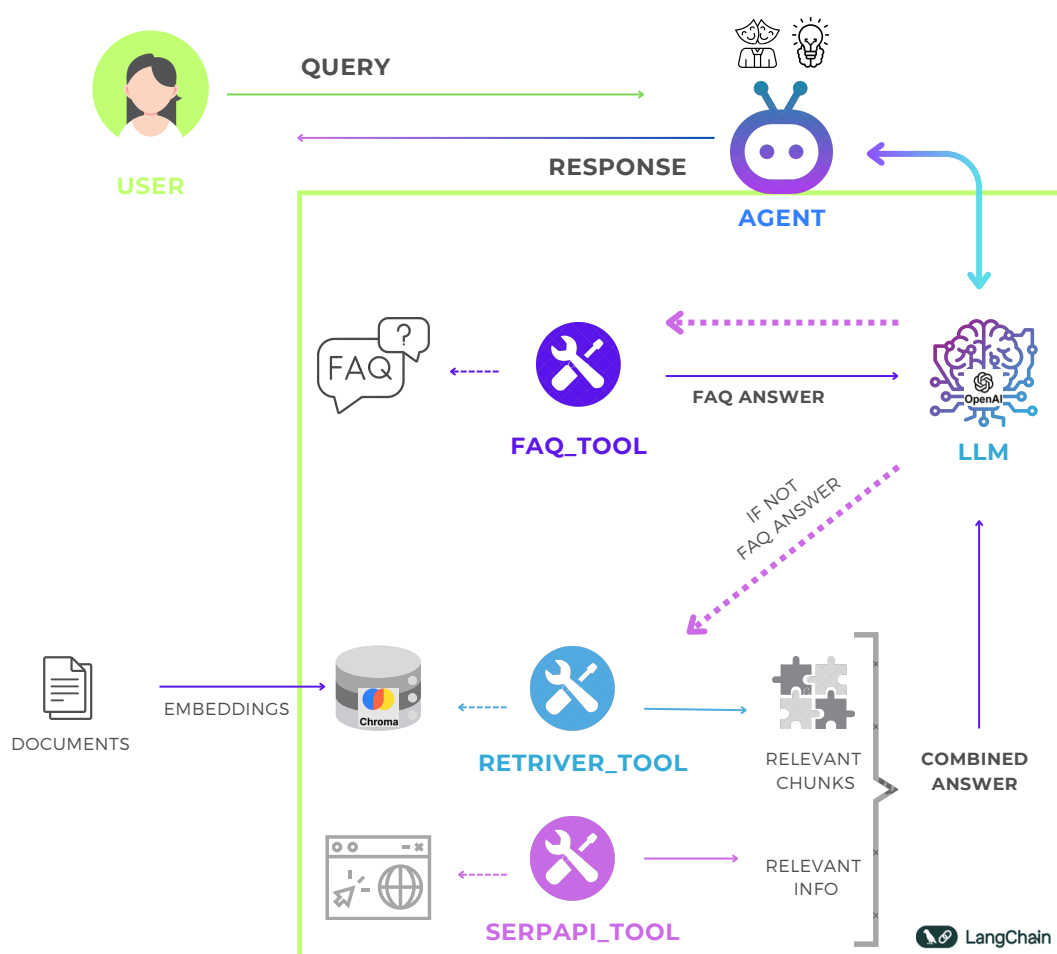 QUERY
RESPONSE
USER
AGENT
?
FAQ
OpenAI
FAQ ANSWER
FAQ_TOOL
LLM
IF NOT
FAQ ANSWER
Chroma
EMBEDDINGS
DOCUMENTS
RETRIVER_TOOL
RELEVANT
CHUNKS
COMBINED
ANSWER
RELEVANT
INFO
SERPAPI_TOOL
LangChain